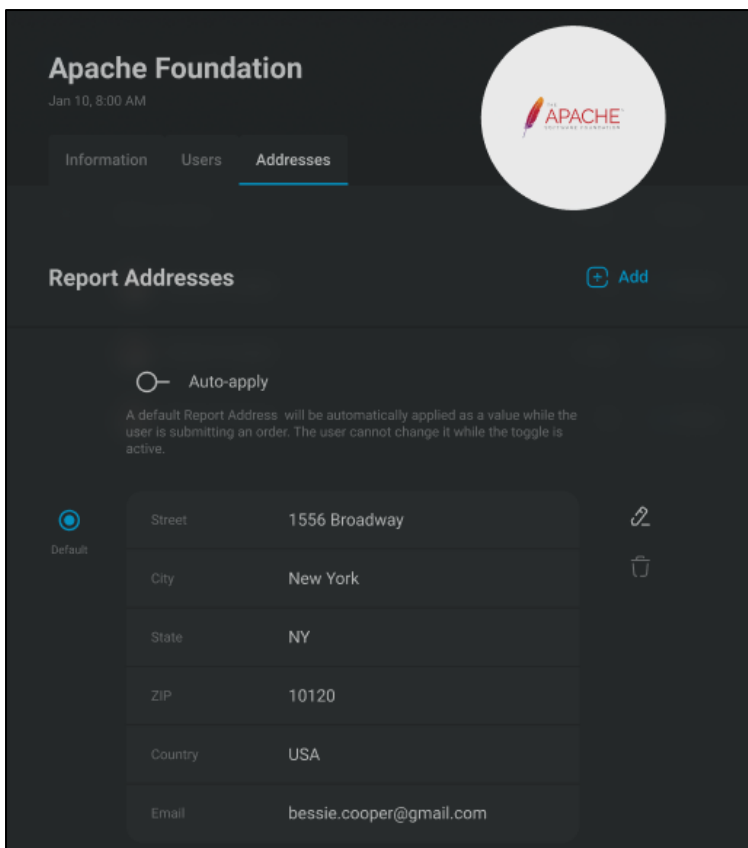 Apache Foundation
Jan 10, 8:00 AM
THE
APACHE
SOFTWARE FOUNDATION
Information Users Addresses
Report Addresses
Add
Auto-apply
A default Report Address will be automatically applied as a value while the
user is submitting an order. The user cannot change it while the toggle is
active.
Default
Street 1556 Broadway
City New York
State NY
ZIP 10120
Country USA
Email bessie.cooper@gmail.com